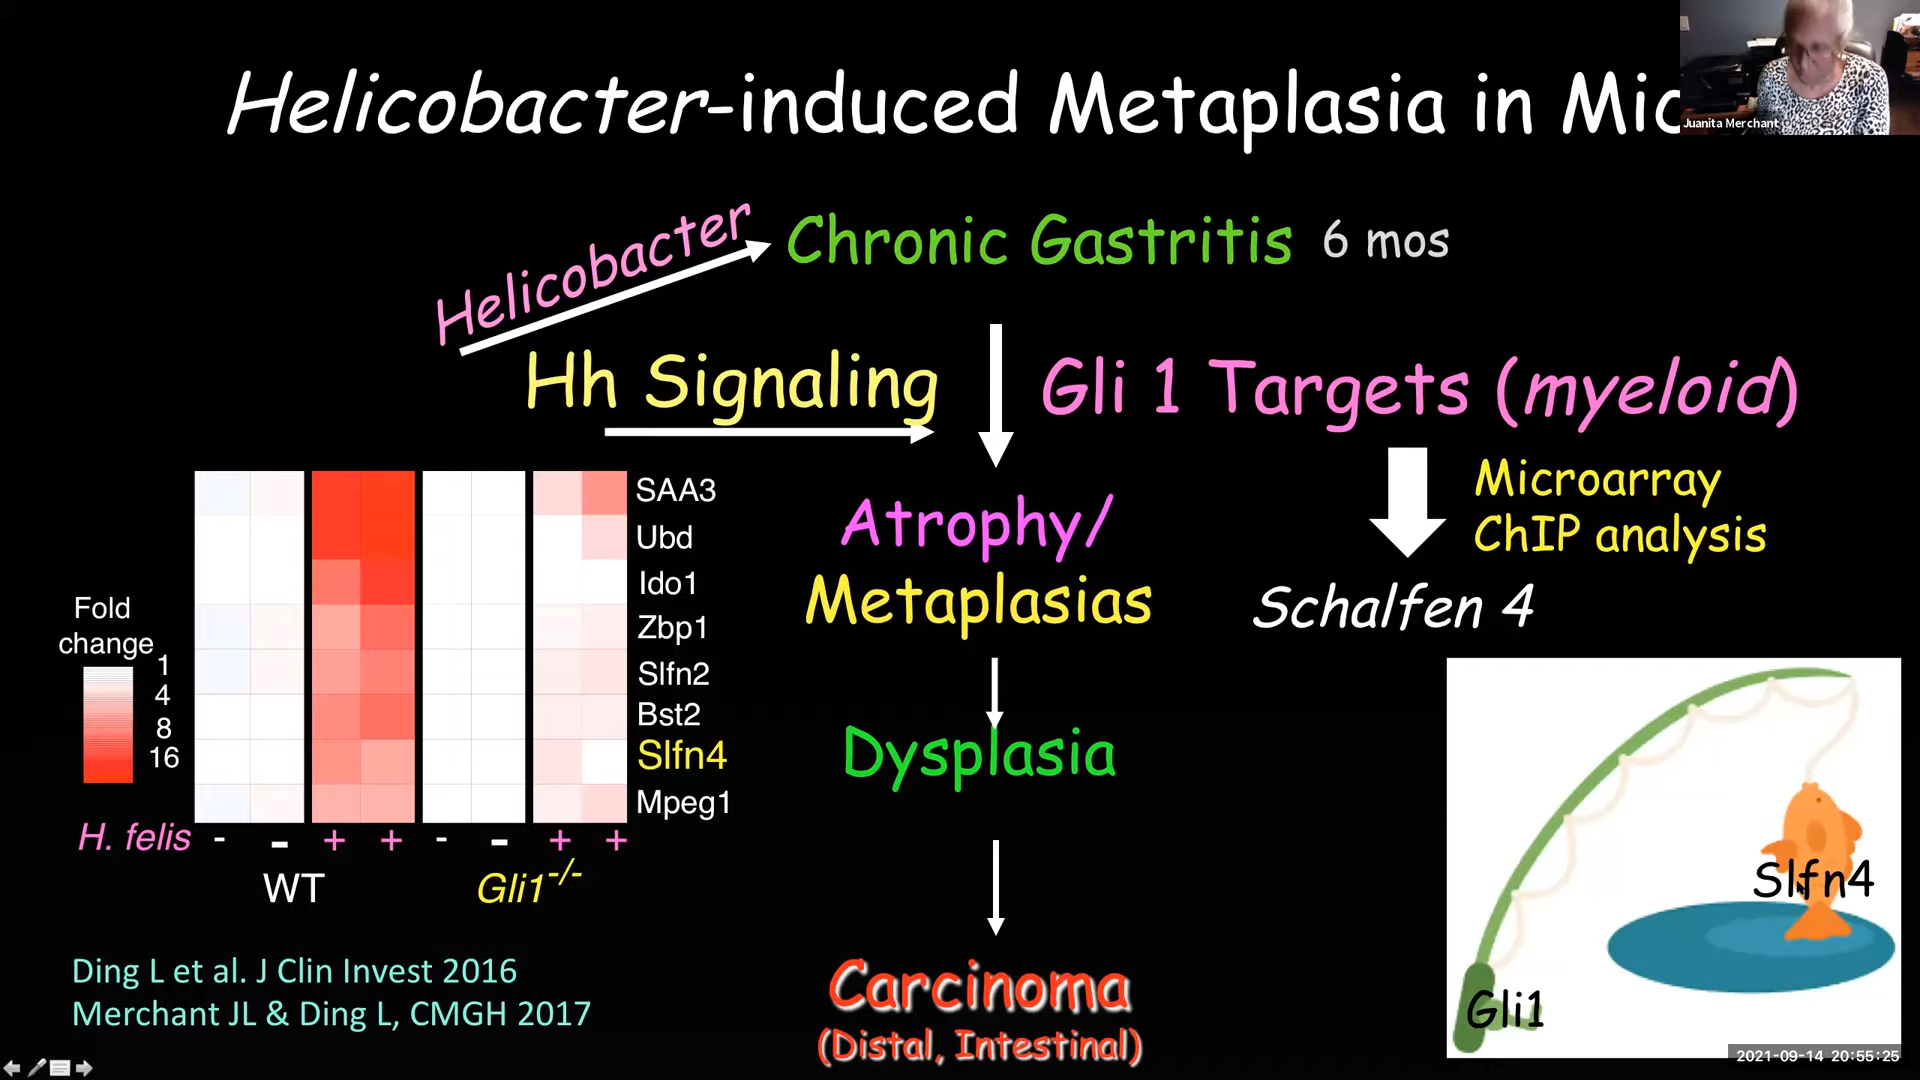 Helicobacter-induced Metaplasia in Mic
Juanita Merchant
Helicobacter
Chronic Gastritis 6 mos
Hh Signaling
Gli 1 Targets (myeloid)
Microarray
ChIP analysis
Schalfen 4
Atrophy/
Metaplasias
Dysplasia
Carcinoma
(Distal, Intestinal)
SAA3
Ubd
Ido1
Zbp1
Slfn2
Bst2
Slfn4
Mpeg1
Fold
change
1
4
8
16
H. felis - - + + - - + +
WT Gli1-/-
Ding L et al. J Clin Invest 2016
Merchant JL & Ding L, CMGH 2017
Slfn4
Gli1
2021-09-14 20:55:25